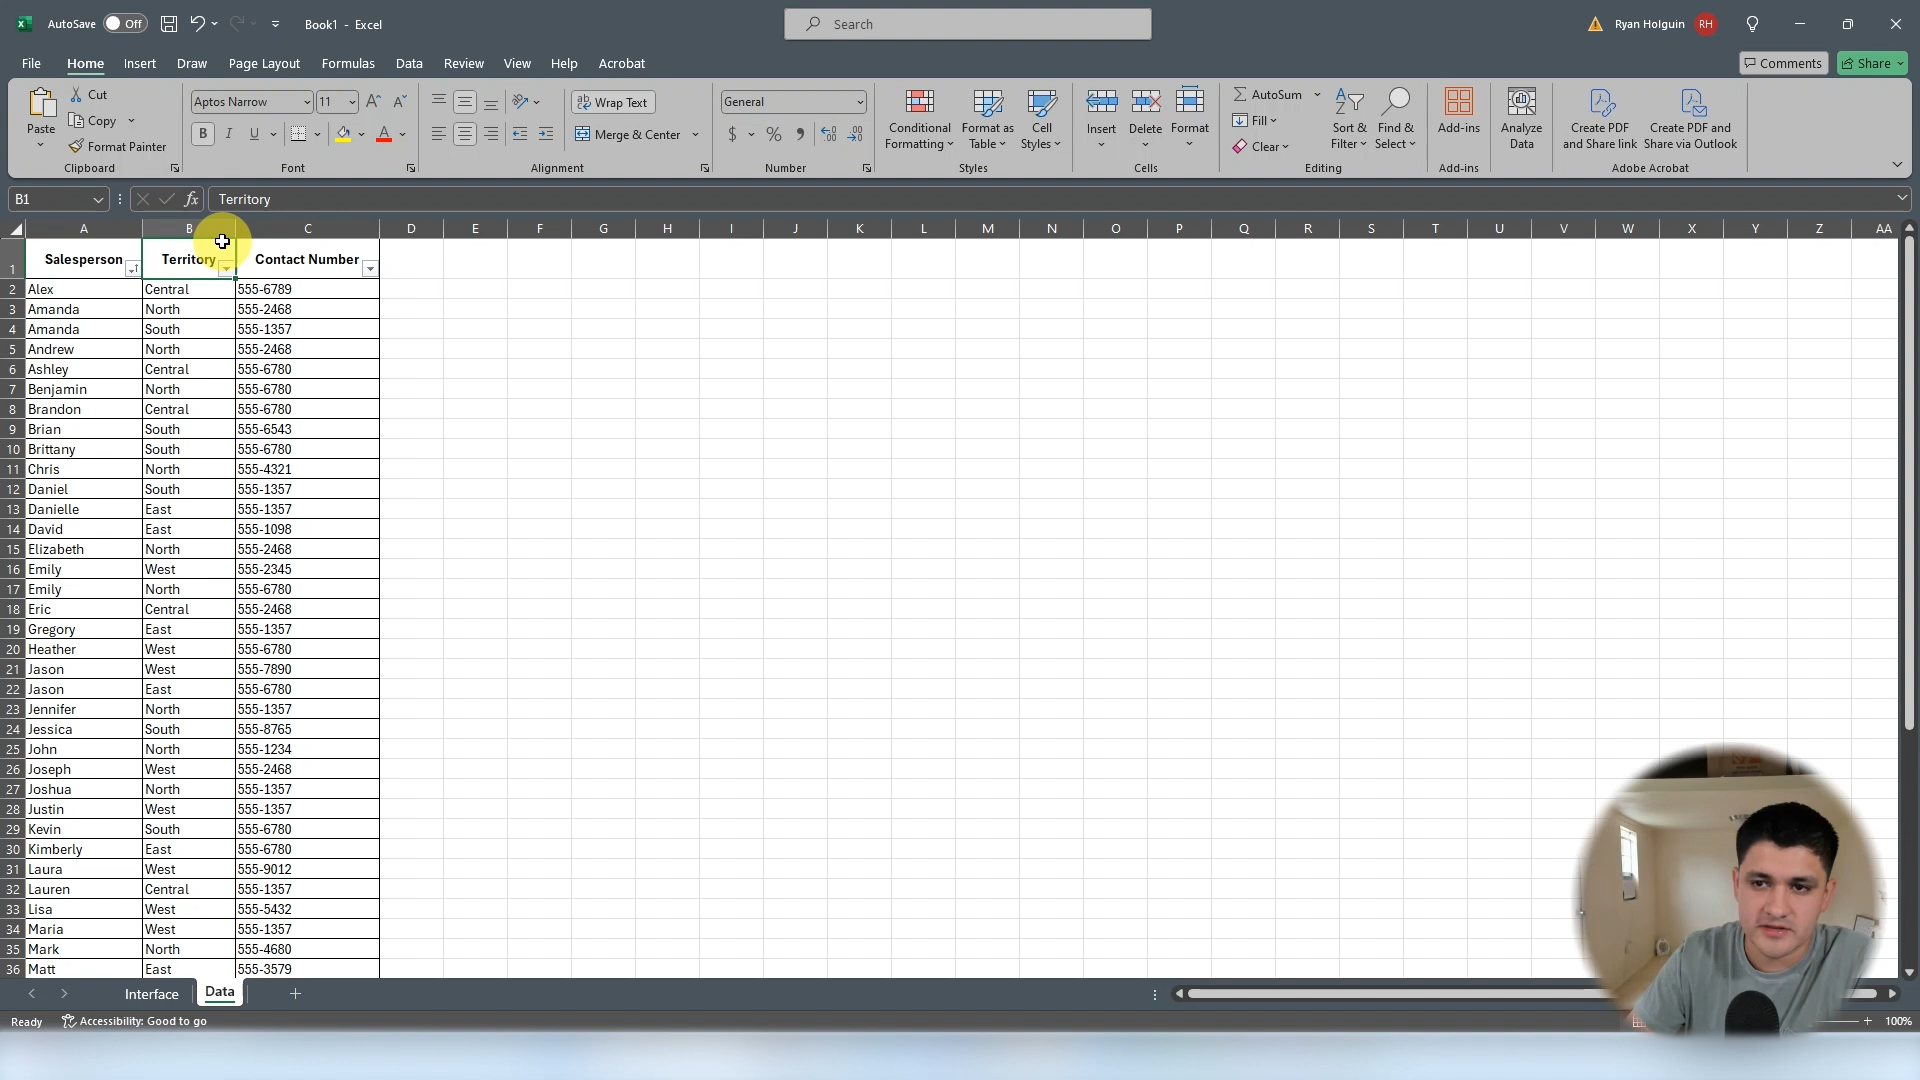 AutoSave Off Book1 - Excel Search Ryan Holguin RH
File Home Insert Draw Page Layout Formulas Data Review View Help Acrobat Comments Share
Paste Cut Copy Format Painter Clipboard
Aptos Narrow 11 B I U A Font
Wrap Text Merge & Center Alignment
General $ % , Number
Conditional Formatting Format as Table Cell Styles Styles
Insert Delete Format Cells
AutoSum Fill Clear Sort & Filter Find & Select Editing
Add-ins Add-ins
Analyze Data
Create PDF and Share link Create PDF and Share via Outlook Adobe Acrobat
B1 fx Territory
A B C D E F G H I J K L M N O P Q R S T U V W X Y Z AA
1 Salesperson Territory Contact Number
2 Alex Central 555-6789
3 Amanda North 555-2468
4 Amanda South 555-1357
5 Andrew North 555-2468
6 Ashley Central 555-6780
7 Benjamin North 555-6780
8 Brandon Central 555-6780
9 Brian South 555-6543
10 Brittany South 555-6780
11 Chris North 555-4321
12 Daniel South 555-1357
13 Danielle East 555-1357
14 David East 555-1098
15 Elizabeth North 555-2468
16 Emily West 555-2345
17 Emily North 555-6780
18 Eric Central 555-2468
19 Gregory East 555-1357
20 Heather West 555-6780
21 Jason West 555-7890
22 Jason East 555-6780
23 Jennifer North 555-1357
24 Jessica South 555-8765
25 John North 555-1234
26 Joseph West 555-2468
27 Joshua North 555-1357
28 Justin West 555-1357
29 Kevin South 555-6780
30 Kimberly East 555-6780
31 Laura West 555-9012
32 Lauren Central 555-1357
33 Lisa West 555-5432
34 Maria West 555-1357
35 Mark North 555-4680
36 Matt East 555-3579
Interface Data
Ready Accessibility: Good to go 100%